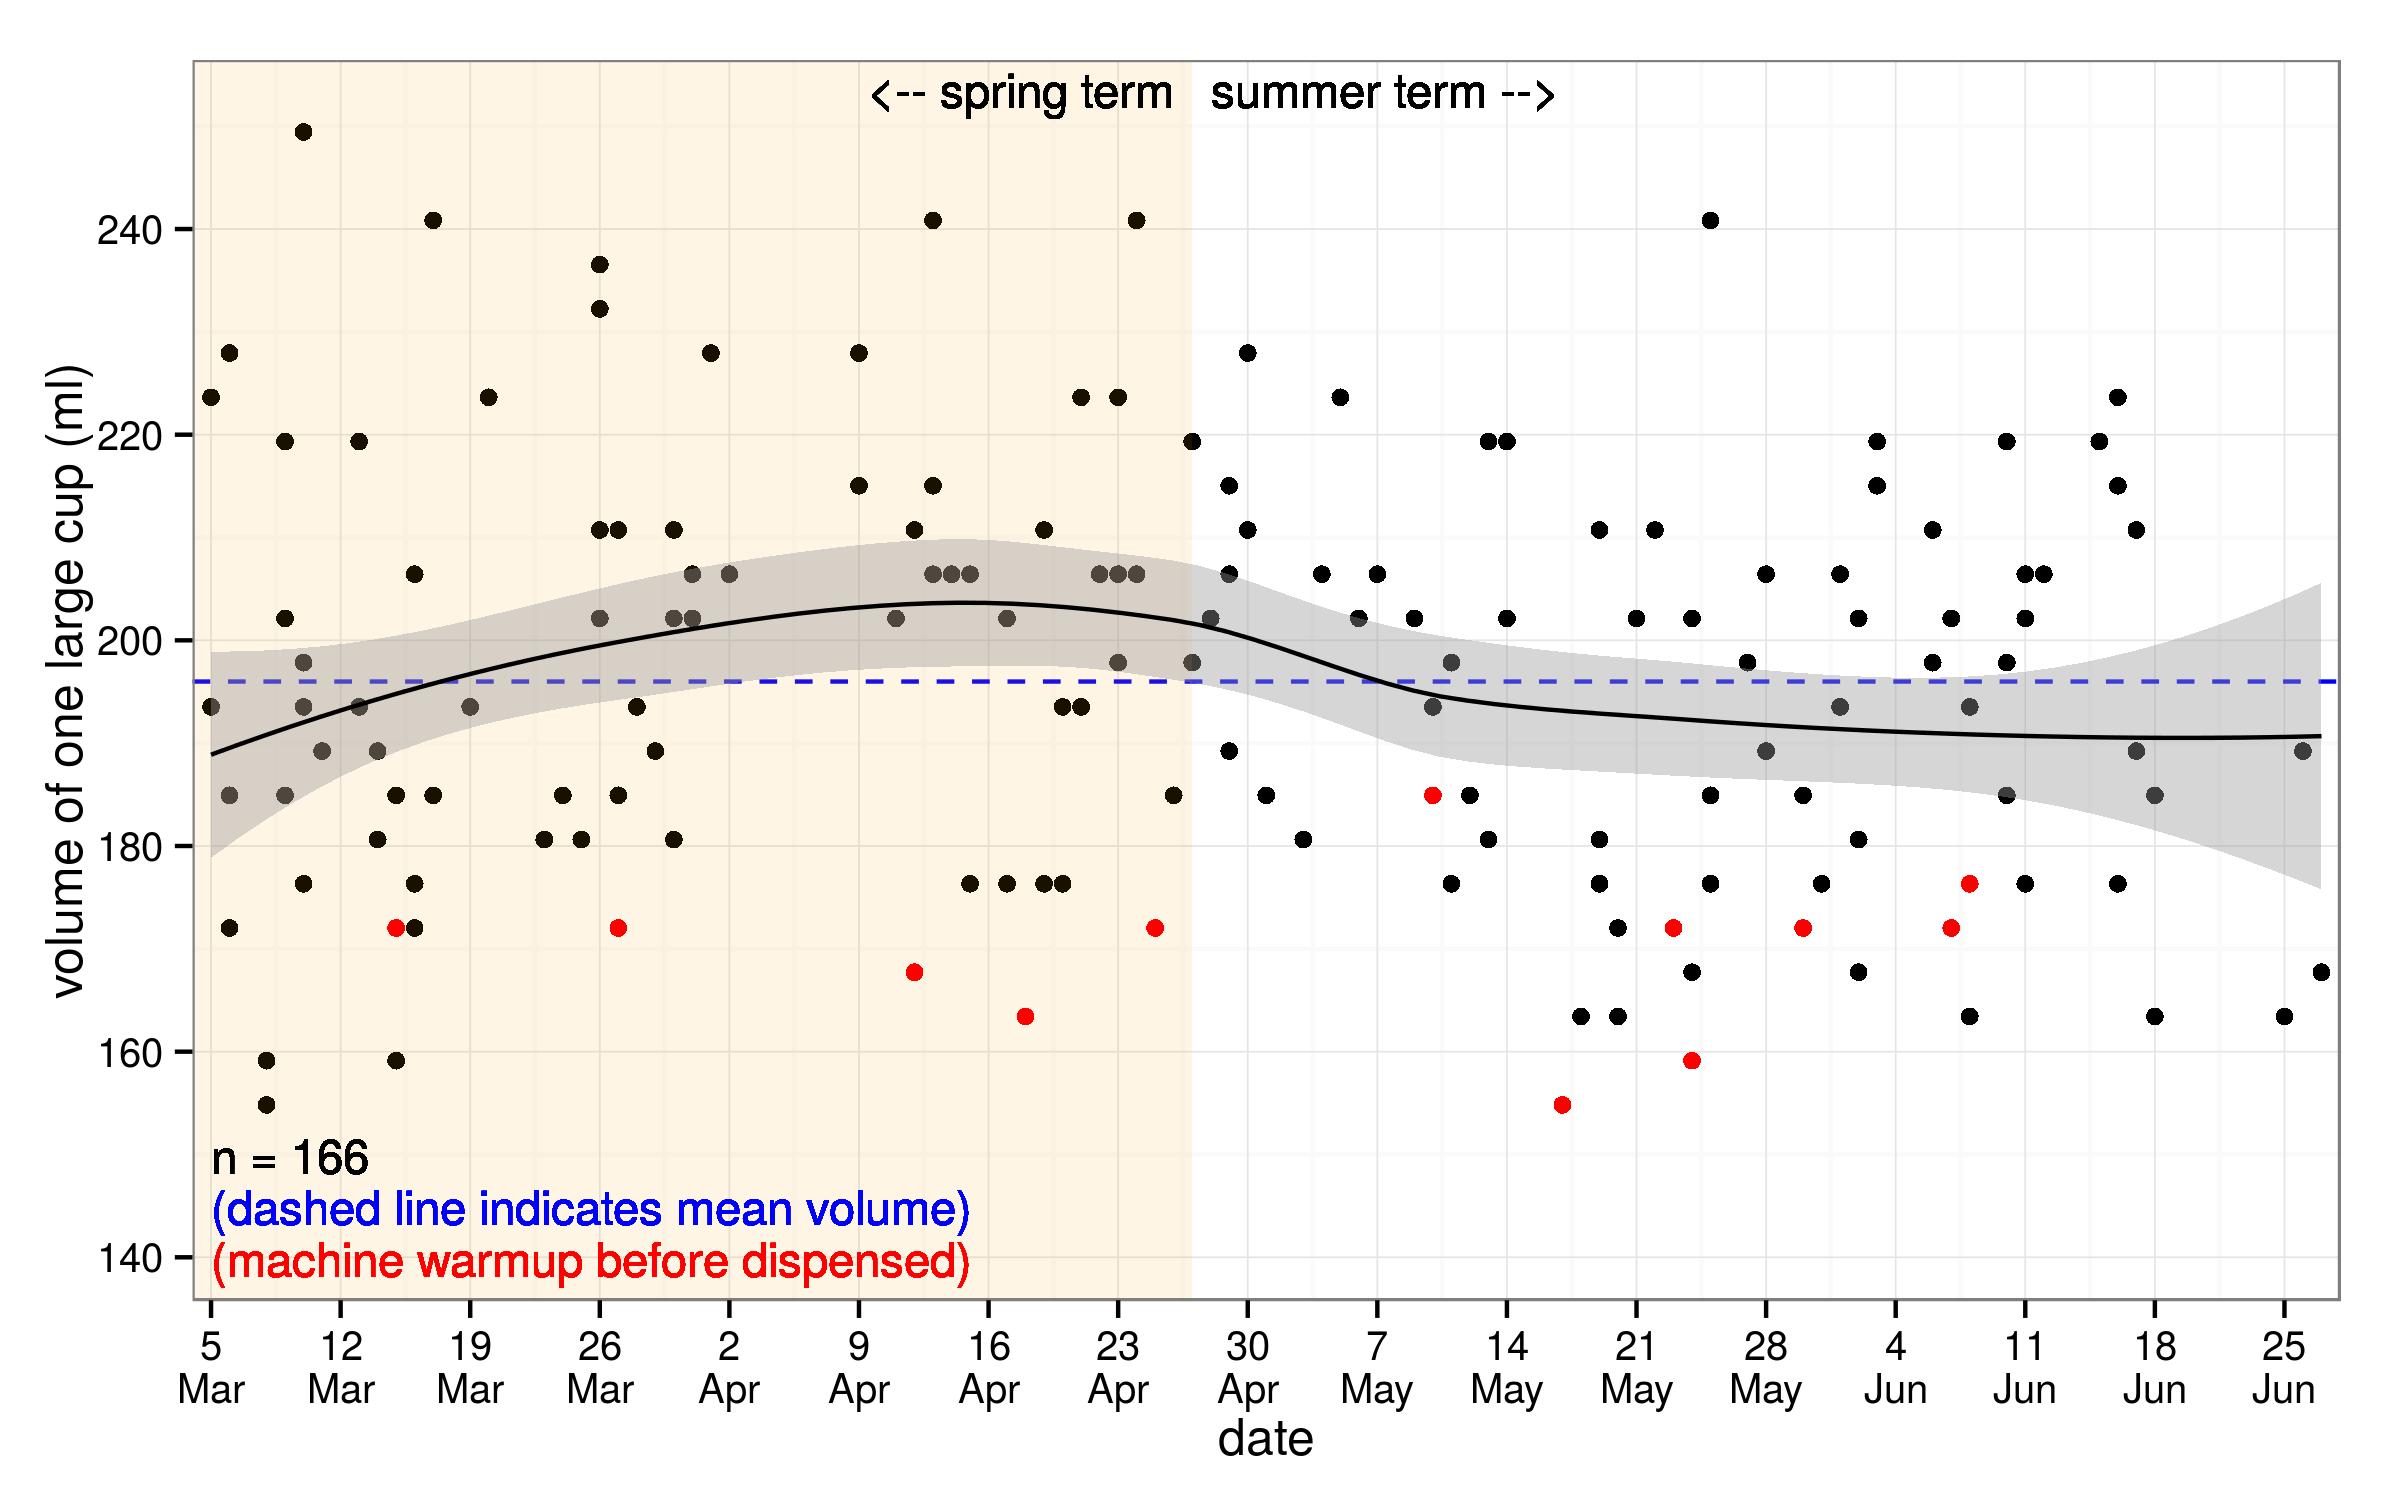 <-- spring term summer term -->
volume of one large cup (ml)
240
220
200
180
160
140
n = 166
(dashed line indicates mean volume)
(machine warmup before dispensed)
5 12 19 26 2 9 16 23 30 7 14 21 28 4 11 18 25
Mar Mar Mar Mar Apr Apr Apr Apr Apr May May May May Jun Jun Jun Jun
date